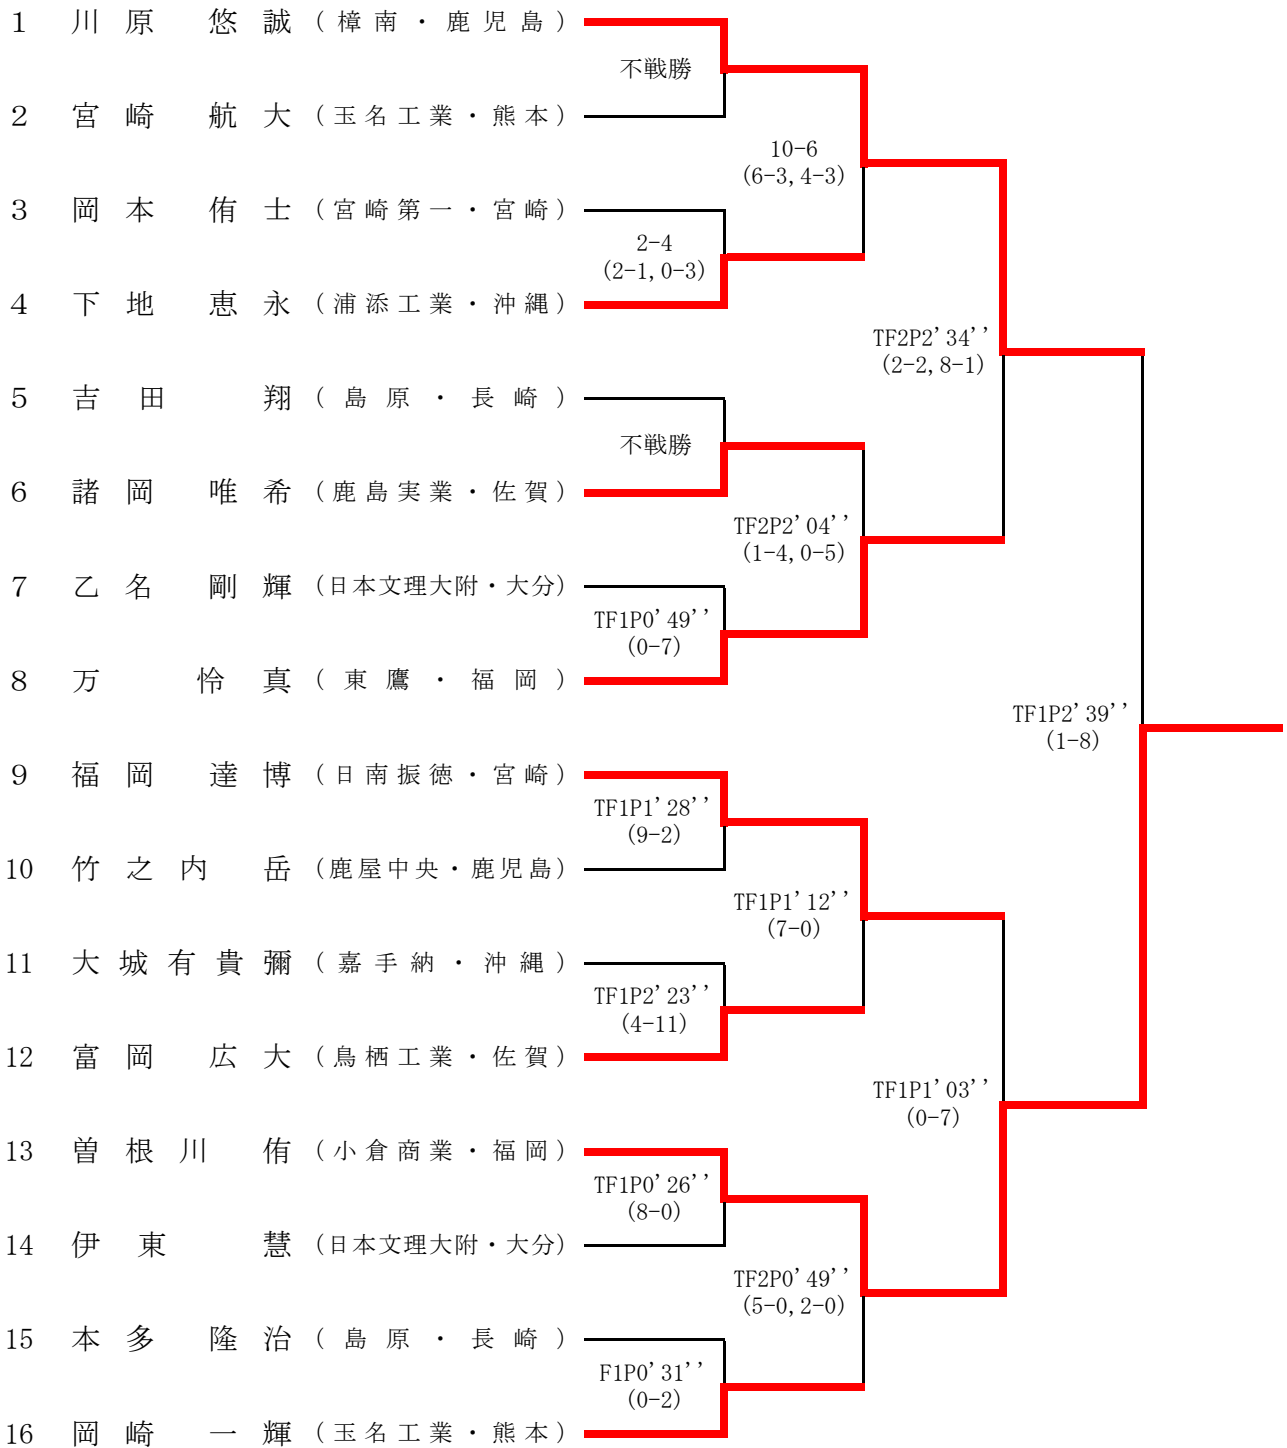 1 川原 悠誠 (樟南・鹿児島)
不戦勝
2 宮崎 航大 (玉名工業・熊本)
10-6
(6-3,4-3)
3 岡本 侑士 (宮崎第一・宮崎)
2-4
(2-1,0-3)
4 下地 恵永 (浦添工業・沖縄)
TF2P2'34''
(2-2,8-1)
5 吉田 翔 (島原・長崎)
不戦勝
6 諸岡 唯希 (鹿島実業・佐賀)
TF2P2'04''
(1-4,0-5)
7 乙名 剛輝 (日本文理大附・大分)
TF1P0'49''
(0-7)
8 万 怜真 (東鷹・福岡)
TF1P2'39''
(1-8)
9 福岡 達博 (日南振徳・宮崎)
TF1P1'28''
(9-2)
10 竹之内 岳 (鹿屋中央・鹿児島)
TF1P1'12''
(7-0)
11 大城有貴彌 (嘉手納・沖縄)
TF1P2'23''
(4-11)
12 富岡 広大 (鳥栖工業・佐賀)
TF1P1'03''
(0-7)
13 曽根川 侑 (小倉商業・福岡)
TF1P0'26''
(8-0)
14 伊東 慧 (日本文理大附・大分)
TF2P0'49''
(5-0,2-0)
15 本多 隆治 (島原・長崎)
F1P0'31''
(0-2)
16 岡崎 一輝 (玉名工業・熊本)